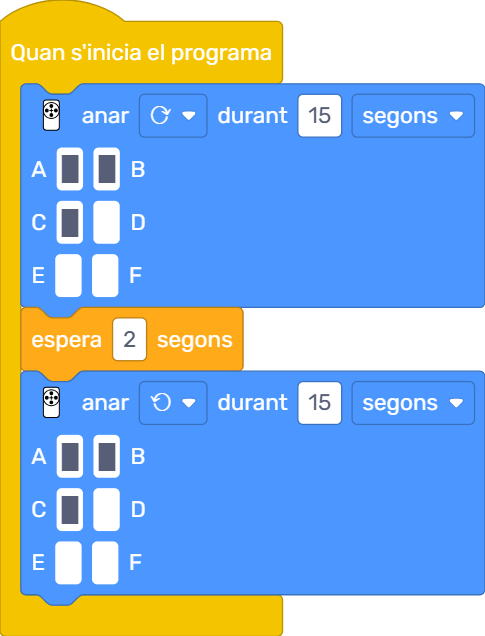 Quan s'inicia el programa
anar durant 15 segons
A B
C D
E F
espera 2 segons
anar durant 15 segons
A B
C D
E F